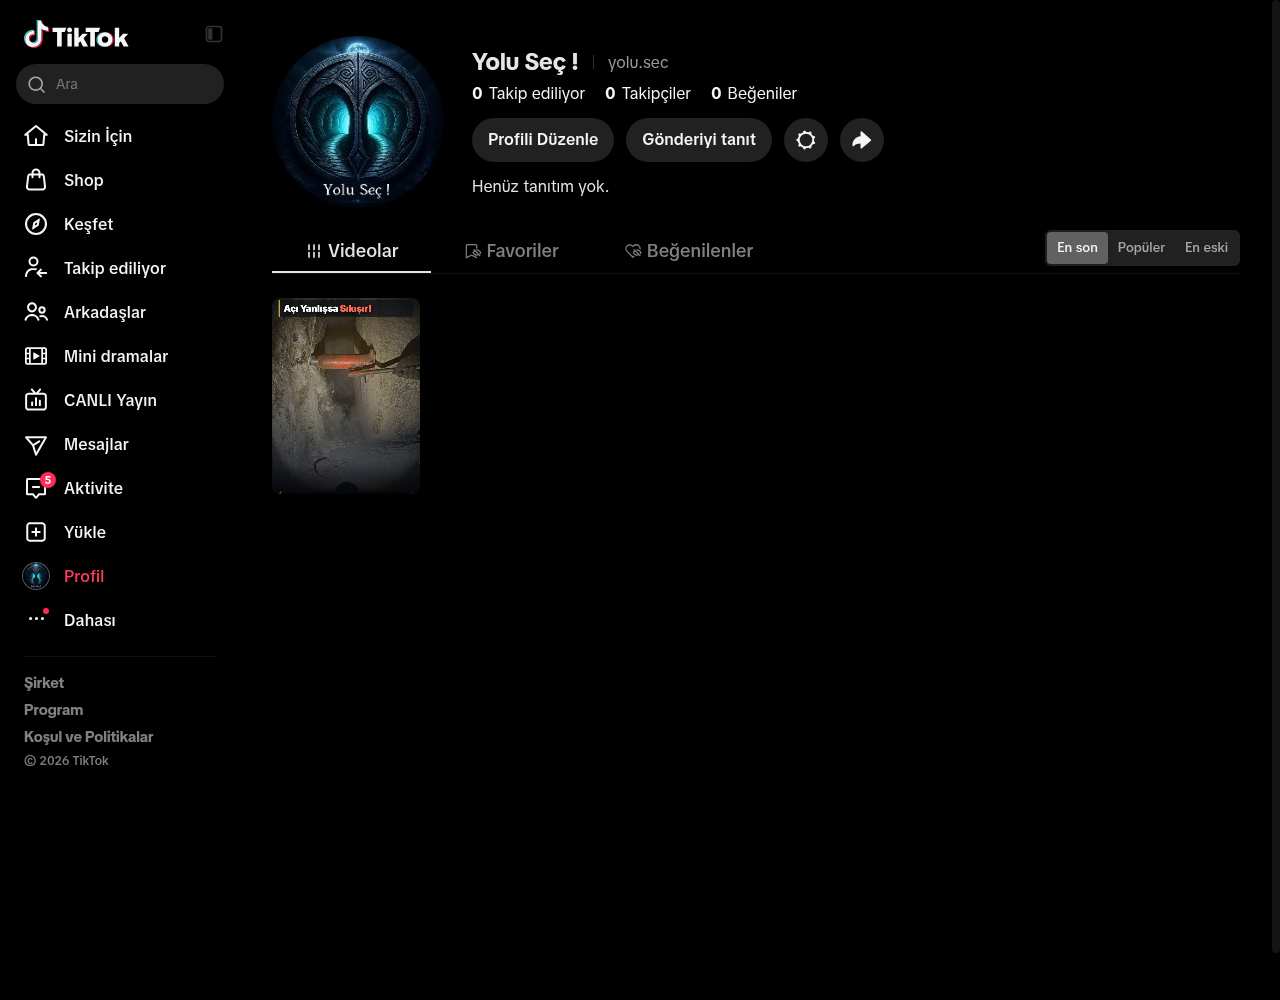 TikTok
Ara
Sizin İçin
Shop
Keşfet
Takip ediliyor
Arkadaşlar
Mini dramalar
CANLI Yayın
Mesajlar
5
Aktivite
Yükle
Profil
Dahası
Şirket
Program
Koşul ve Politikalar
© 2026 TikTok
Yolu Seç !
Yolu Seç ! yolu.sec
0 Takip ediliyor 0 Takipçiler 0 Beğeniler
Profili Düzenle Gönderiyi tanıt
Henüz tanıtım yok.
Videolar Favoriler Beğenilenler
En son Popüler En eski
Açı Yanlışsa Sıkışır!